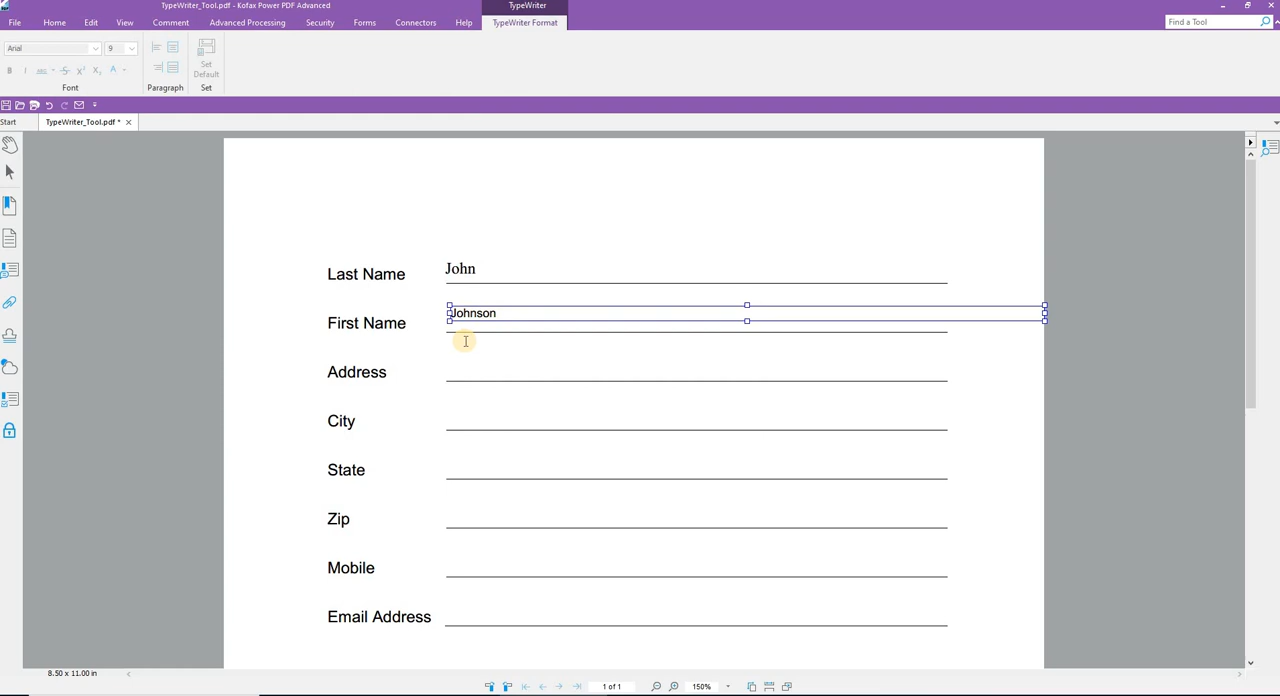 TypeWriter_Tool.pdf - Kofax Power PDF Advanced
TypeWriter
File Home Edit View Comment Advanced Processing Security Forms Connectors Help TypeWriter Format
Find a Tool
Arial 9
Set Default
Font Paragraph Set
Start TypeWriter_Tool.pdf *
Last Name John
First Name Johnson
Address
City
State
Zip
Mobile
Email Address
8.50 x 11.00 in
1 of 1 150%